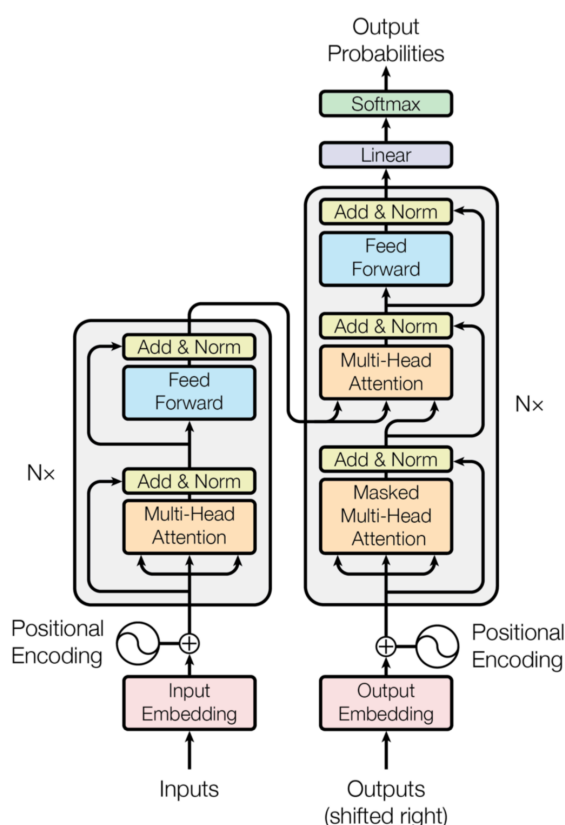 Output
Probabilities
Softmax
Linear
Add & Norm
Feed
Forward
Add & Norm
Multi-Head
Attention
Add & Norm
Masked
Multi-Head
Attention
N×
Add & Norm
Feed
Forward
Add & Norm
Multi-Head
Attention
N×
Positional
Encoding
Positional
Encoding
Input
Embedding
Output
Embedding
Inputs
Outputs
(shifted right)